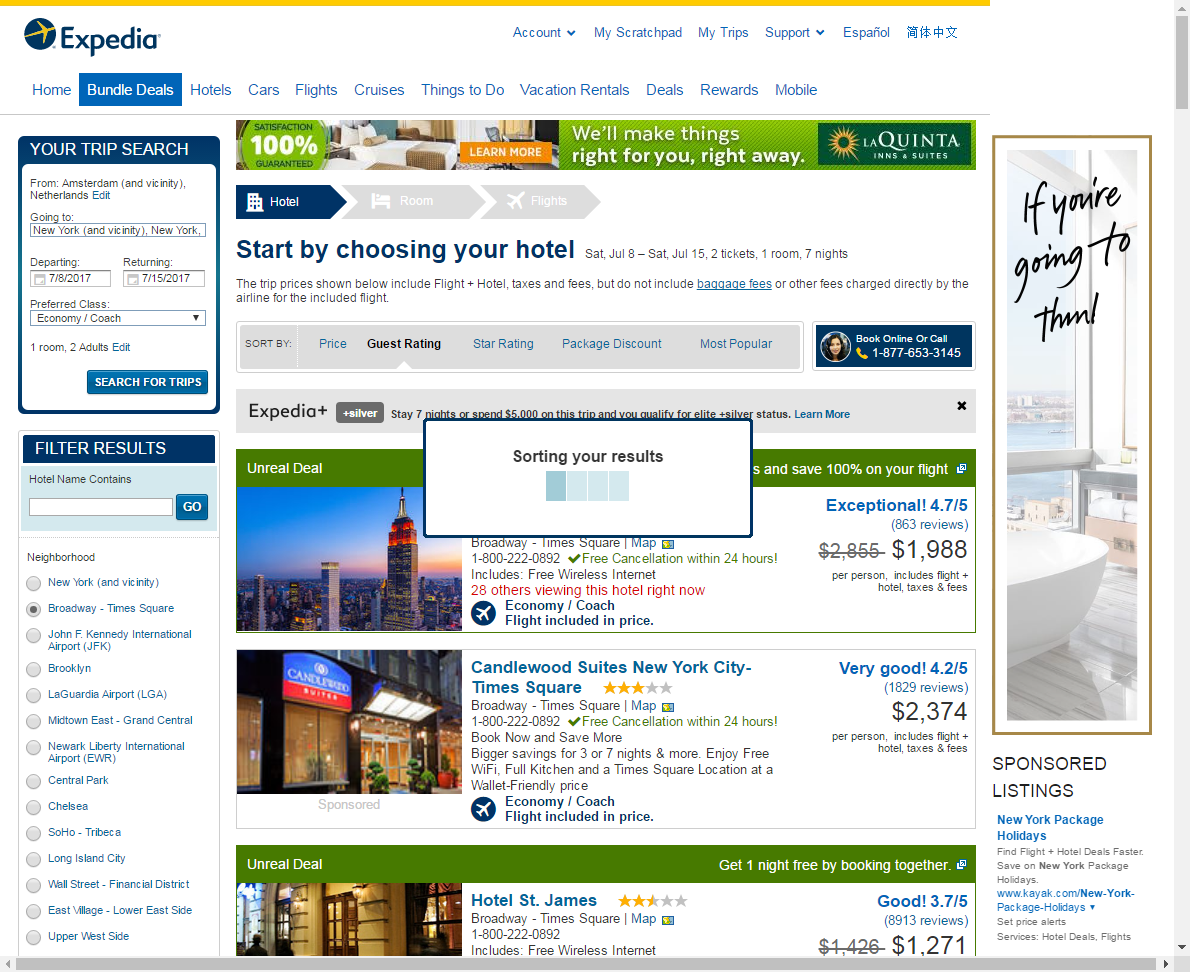 Expedia
Account
My Scratchpad
My Trips
Support
Español
简体中文
Home
Bundle Deals
Hotels
Cars
Flights
Cruises
Things to Do
Vacation Rentals
Deals
Rewards
Mobile
YOUR TRIP SEARCH
From: Amsterdam (and vicinity),
Netherlands Edit
Going to:
New York (and vicinity), New York,
Departing:
Returning:
7/8/2017
7/15/2017
Preferred Class:
Economy / Coach
1 room, 2 Adults Edit
SEARCH FOR TRIPS
FILTER RESULTS
Hotel Name Contains
GO
Neighborhood
New York (and vicinity)
Broadway - Times Square
John F. Kennedy International
Airport (JFK)
Brooklyn
LaGuardia Airport (LGA)
Midtown East - Grand Central
Newark Liberty International
Airport (EWR)
Central Park
Chelsea
SoHo - Tribeca
Long Island City
Wall Street - Financial District
East Village - Lower East Side
Upper West Side
SATISFACTION
100%
GUARANTEED
LEARN MORE
We'll make things
right for you, right away.
LAQUINTA
INNS & SUITES
Hotel
Room
Flights
Start by choosing your hotel
Sat, Jul 8 – Sat, Jul 15, 2 tickets, 1 room, 7 nights
The trip prices shown below include Flight + Hotel, taxes and fees, but do not include baggage fees or other fees charged directly by the
airline for the included flight.
SORT BY:
Price
Guest Rating
Star Rating
Package Discount
Most Popular
Book Online Or Call
1-877-653-3145
Expedia+
+silver
Stay 7 nights or spend $5,000 on this trip and you qualify for elite +silver status. Learn More
Sorting your results
Unreal Deal
s and save 100% on your flight
Exceptional! 4.7/5
(863 reviews)
$2,855 $1,988
per person, includes flight +
hotel, taxes & fees
Broadway - Times Square | Map
1-800-222-0892 Free Cancellation within 24 hours!
Includes: Free Wireless Internet
28 others viewing this hotel right now
Economy / Coach
Flight included in price.
CANDLEWOOD
SUITES
Sponsored
Candlewood Suites New York City-
Times Square
Broadway - Times Square | Map
1-800-222-0892 Free Cancellation within 24 hours!
Book Now and Save More
Bigger savings for 3 or 7 nights & more. Enjoy Free
WiFi, Full Kitchen and a Times Square Location at a
Wallet-Friendly price
Economy / Coach
Flight included in price.
Very good! 4.2/5
(1829 reviews)
$2,374
per person, includes flight +
hotel, taxes & fees
Unreal Deal
Get 1 night free by booking together.
Hotel St. James
Broadway - Times Square | Map
1-800-222-0892
Includes: Free Wireless Internet
Good! 3.7/5
(8913 reviews)
$1,426 $1,271
If you're
going to
thml
SPONSORED
LISTINGS
New York Package
Holidays
Find Flight + Hotel Deals Faster.
Save on New York Package
Holidays.
www.kayak.com/New-York-
Package-Holidays
Set price alerts
Services: Hotel Deals, Flights